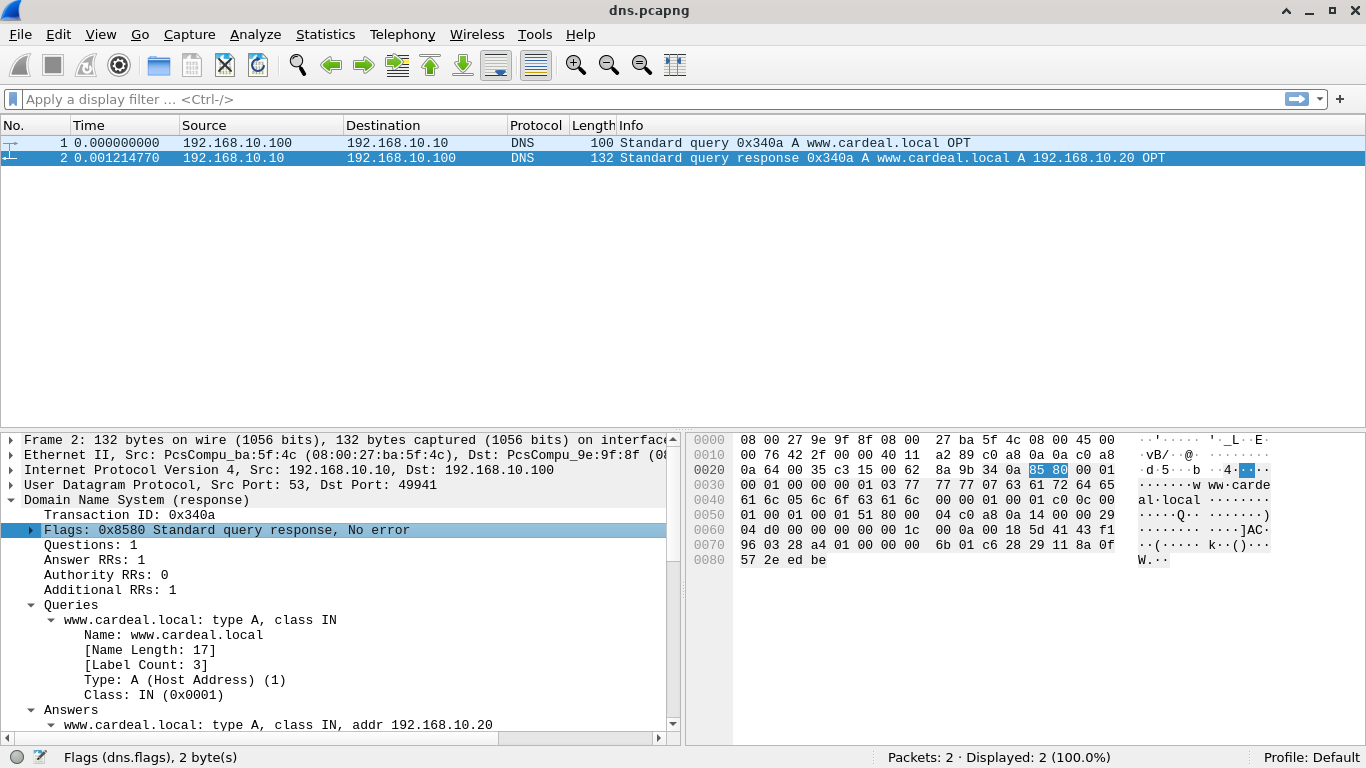 dns.pcapng
File Edit View Go Capture Analyze Statistics Telephony Wireless Tools Help
Apply a display filter … <Ctrl-/>
No. Time Source Destination Protocol Length Info
1 0.000000000 192.168.10.100 192.168.10.10 DNS 100 Standard query 0x340a A www.cardeal.local OPT
2 0.001214770 192.168.10.10 192.168.10.100 DNS 132 Standard query response 0x340a A www.cardeal.local A 192.168.10.20 OPT
Frame 2: 132 bytes on wire (1056 bits), 132 bytes captured (1056 bits) on interface
Ethernet II, Src: PcsCompu_ba:5f:4c (08:00:27:ba:5f:4c), Dst: PcsCompu_9e:9f:8f (08
Internet Protocol Version 4, Src: 192.168.10.10, Dst: 192.168.10.100
User Datagram Protocol, Src Port: 53, Dst Port: 49941
Domain Name System (response)
Transaction ID: 0x340a
Flags: 0x8580 Standard query response, No error
Questions: 1
Answer RRs: 1
Authority RRs: 0
Additional RRs: 1
Queries
www.cardeal.local: type A, class IN
Name: www.cardeal.local
[Name Length: 17]
[Label Count: 3]
Type: A (Host Address) (1)
Class: IN (0x0001)
Answers
www.cardeal.local: type A, class IN, addr 192.168.10.20
0000 08 00 27 9e 9f 8f 08 00 27 ba 5f 4c 08 00 45 00 ··'····· '·_L··E·
0010 00 76 42 2f 00 00 40 11 a2 89 c0 a8 0a 0a c0 a8 ·vB/··@· ········
0020 0a 64 00 35 c3 15 00 62 8a 9b 34 0a 85 80 00 01 ·d·5···b ··4·····
0030 00 01 00 00 00 01 03 77 77 77 07 63 61 72 64 65 ·······w ww·carde
0040 61 6c 05 6c 6f 63 61 6c 00 00 01 00 01 c0 0c 00 al·local ········
0050 01 00 01 00 01 51 80 00 04 c0 a8 0a 14 00 00 29 ·····Q·· ·······)
0060 04 d0 00 00 00 00 00 1c 00 0a 00 18 5d 41 43 f1 ········ ····]AC·
0070 96 03 28 a4 01 00 00 00 6b 01 c6 28 29 11 8a 0f ··(····· k··()···
0080 57 2e ed be W.··
Flags (dns.flags), 2 byte(s)
Packets: 2 · Displayed: 2 (100.0%)
Profile: Default